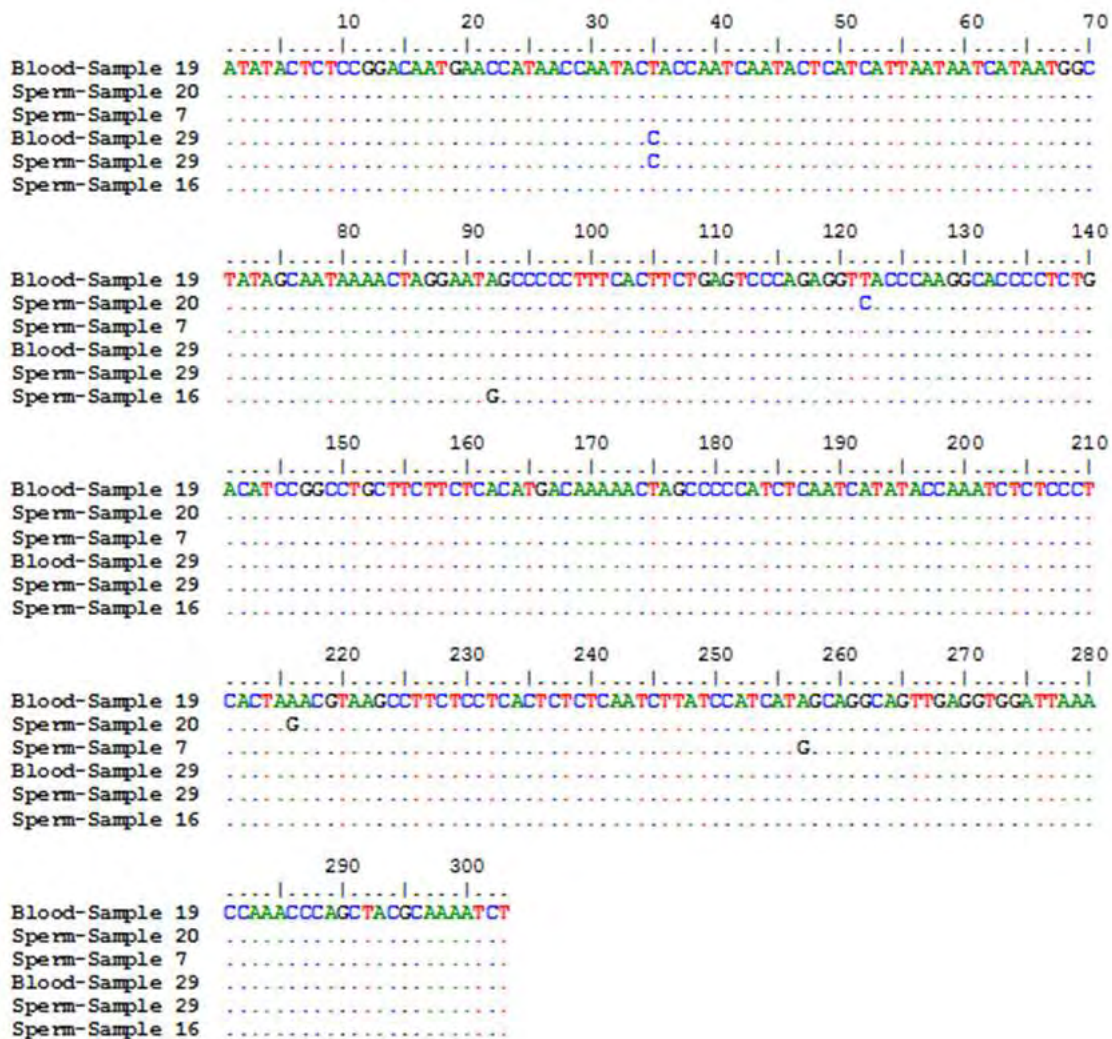 10 20 30 40 50 60 70
....|....|....|....|....|....|....|....|....|....|....|....|....|....|
Blood-Sample 19 ATATACTCTCCGGACAATGAACCATAACCAATACTACCAATCAATACTCATCATTAATAATCATAATGGC
Sperm-Sample 20 ......................................................................
Sperm-Sample 7 ......................................................................
Blood-Sample 29 ..................................C...................................
Sperm-Sample 29 ..................................C...................................
Sperm-Sample 16 ......................................................................
80 90 100 110 120 130 140
....|....|....|....|....|....|....|....|....|....|....|....|....|....|
Blood-Sample 19 TATAGCAATAAAACTAGGAATAGCCCCCTTTCACTTCTGAGTCCCAGAGGTTACCCAAGGCACCCCTCTG
Sperm-Sample 20 ...................................................C..................
Sperm-Sample 7 ......................................................................
Blood-Sample 29 ......................................................................
Sperm-Sample 29 ......................................................................
Sperm-Sample 16 .....................G................................................
150 160 170 180 190 200 210
....|....|....|....|....|....|....|....|....|....|....|....|....|....|
Blood-Sample 19 ACATCCGGCCTGCTTCTTCTCACATGACAAAAACTAGCCCCCATCTCAATCATATACCAAATCTCTCCCT
Sperm-Sample 20 ......................................................................
Sperm-Sample 7 ......................................................................
Blood-Sample 29 ......................................................................
Sperm-Sample 29 ......................................................................
Sperm-Sample 16 ......................................................................
220 230 240 250 260 270 280
....|....|....|....|....|....|....|....|....|....|....|....|....|....|
Blood-Sample 19 CACTAAACGTAAGCCTTCTCCTCACTCTCTCAATCTTATCCATCATAGCAGGCAGTTGAGGTGGATTAAA
Sperm-Sample 20 .....G................................................................
Sperm-Sample 7 ..............................................G.......................
Blood-Sample 29 ......................................................................
Sperm-Sample 29 ......................................................................
Sperm-Sample 16 ......................................................................
290 300
....|....|....|....|...
Blood-Sample 19 CCAAACCCAGCTACGCAAAATCT
Sperm-Sample 20 .......................
Sperm-Sample 7 .......................
Blood-Sample 29 .......................
Sperm-Sample 29 .......................
Sperm-Sample 16 .......................